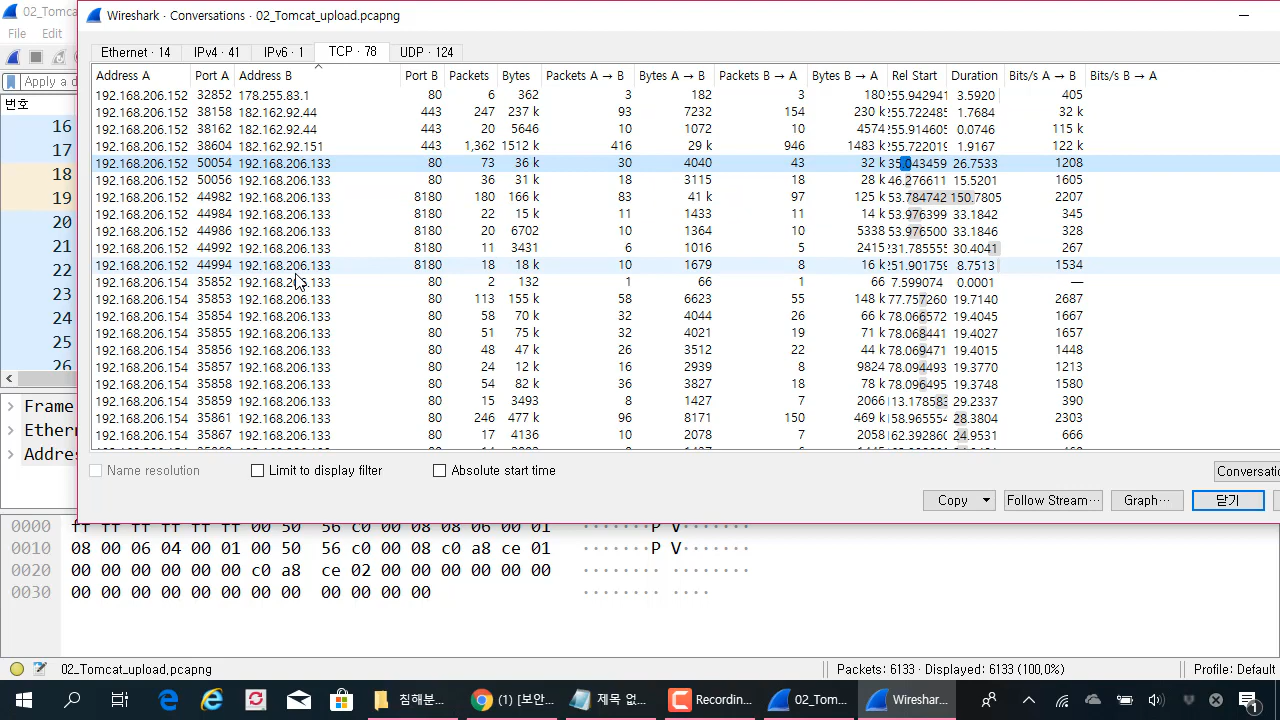 02_Tomca
File Edit
Apply a d
번호
16
17
18
19
20
21
22
23
24
25
26
Frame
Ethern
Addres
Wireshark · Conversations · 02_Tomcat_upload.pcapng
Ethernet · 14 IPv4 · 41 IPv6 · 1 TCP · 78 UDP · 124
Address A Port A Address B Port B Packets Bytes Packets A → B Bytes A → B Packets B → A Bytes B → A Rel Start Duration Bits/s A → B Bits/s B → A
192.168.206.152 32852 178.255.83.1 80 6 362 3 182 3 180 255.942941 3.5920 405
192.168.206.152 38158 182.162.92.44 443 247 237 k 93 7232 154 230 k 255.722485 1.7684 32 k
192.168.206.152 38162 182.162.92.44 443 20 5646 10 1072 10 4574 255.914605 0.0746 115 k
192.168.206.152 38604 182.162.92.151 443 1,362 1512 k 416 29 k 946 1483 k 255.722019 1.9167 122 k
192.168.206.152 50054 192.168.206.133 80 73 36 k 30 4040 43 32 k 35.043459 26.7533 1208
192.168.206.152 50056 192.168.206.133 80 36 31 k 18 3115 18 28 k 46.276611 15.5201 1605
192.168.206.152 44982 192.168.206.133 8180 180 166 k 83 41 k 97 125 k 53.784742 150.7805 2207
192.168.206.152 44984 192.168.206.133 8180 22 15 k 11 1433 11 14 k 53.976399 33.1842 345
192.168.206.152 44986 192.168.206.133 8180 20 6702 10 1364 10 5338 53.976500 33.1846 328
192.168.206.152 44992 192.168.206.133 8180 11 3431 6 1016 5 2415 231.785555 30.4041 267
192.168.206.152 44994 192.168.206.133 8180 18 18 k 10 1679 8 16 k 251.901759 8.7513 1534
192.168.206.154 35852 192.168.206.133 80 2 132 1 66 1 66 7.599074 0.0001 —
192.168.206.154 35853 192.168.206.133 80 113 155 k 58 6623 55 148 k 77.757260 19.7140 2687
192.168.206.154 35854 192.168.206.133 80 58 70 k 32 4044 26 66 k 78.066572 19.4045 1667
192.168.206.154 35855 192.168.206.133 80 51 75 k 32 4021 19 71 k 78.068441 19.4027 1657
192.168.206.154 35856 192.168.206.133 80 48 47 k 26 3512 22 44 k 78.069471 19.4015 1448
192.168.206.154 35857 192.168.206.133 80 24 12 k 16 2939 8 9824 78.094493 19.3770 1213
192.168.206.154 35858 192.168.206.133 80 54 82 k 36 3827 18 78 k 78.096495 19.3748 1580
192.168.206.154 35859 192.168.206.133 80 15 3493 8 1427 7 2066 13.178583 29.2337 390
192.168.206.154 35861 192.168.206.133 80 246 477 k 96 8171 150 469 k 158.965554 28.3804 2303
192.168.206.154 35867 192.168.206.133 80 17 4136 10 2078 7 2058 162.392860 24.9531 666
Name resolution Limit to display filter Absolute start time Conversatio
Copy Follow Stream… Graph… 닫기
0000 ff ff ff ff ff ff 00 50 56 c0 00 08 08 06 00 01 ·······P V·······
0010 08 00 06 04 00 01 00 50 56 c0 00 08 c0 a8 ce 01 ·······P V·······
0020 00 00 00 00 00 00 c0 a8 ce 02 00 00 00 00 00 00 ········ ········
0030 00 00 00 00 00 00 00 00 00 00 00 00 ········ ····
02_Tomcat_upload.pcapng Packets: 6133 · Displayed: 6133 (100.0%) Profile: Default
침해분... (1) [보안... 제목 없... Recordin... 02_Tom... Wireshar... 1